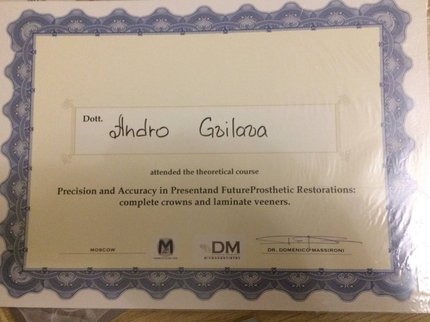 Dott. Andro Gsilava
attended the theoretical course
Precision and Accuracy in Presentand FutureProsthetic Restorations:
complete crowns and laminate veeners.
MOSCOW
M
DM
DR. DOMENICO MASSIRONI